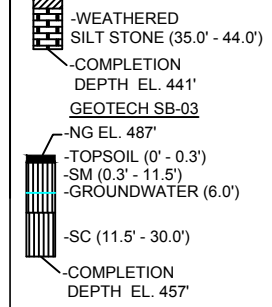 -WEATHERED
SILT STONE (35.0' - 44.0')
-COMPLETION
DEPTH EL. 441'
GEOTECH SB-03
-NG EL. 487'
-TOPSOIL (0' - 0.3')
-SM (0.3' - 11.5')
-GROUNDWATER (6.0')
-SC (11.5' - 30.0')
-COMPLETION
DEPTH EL. 457'